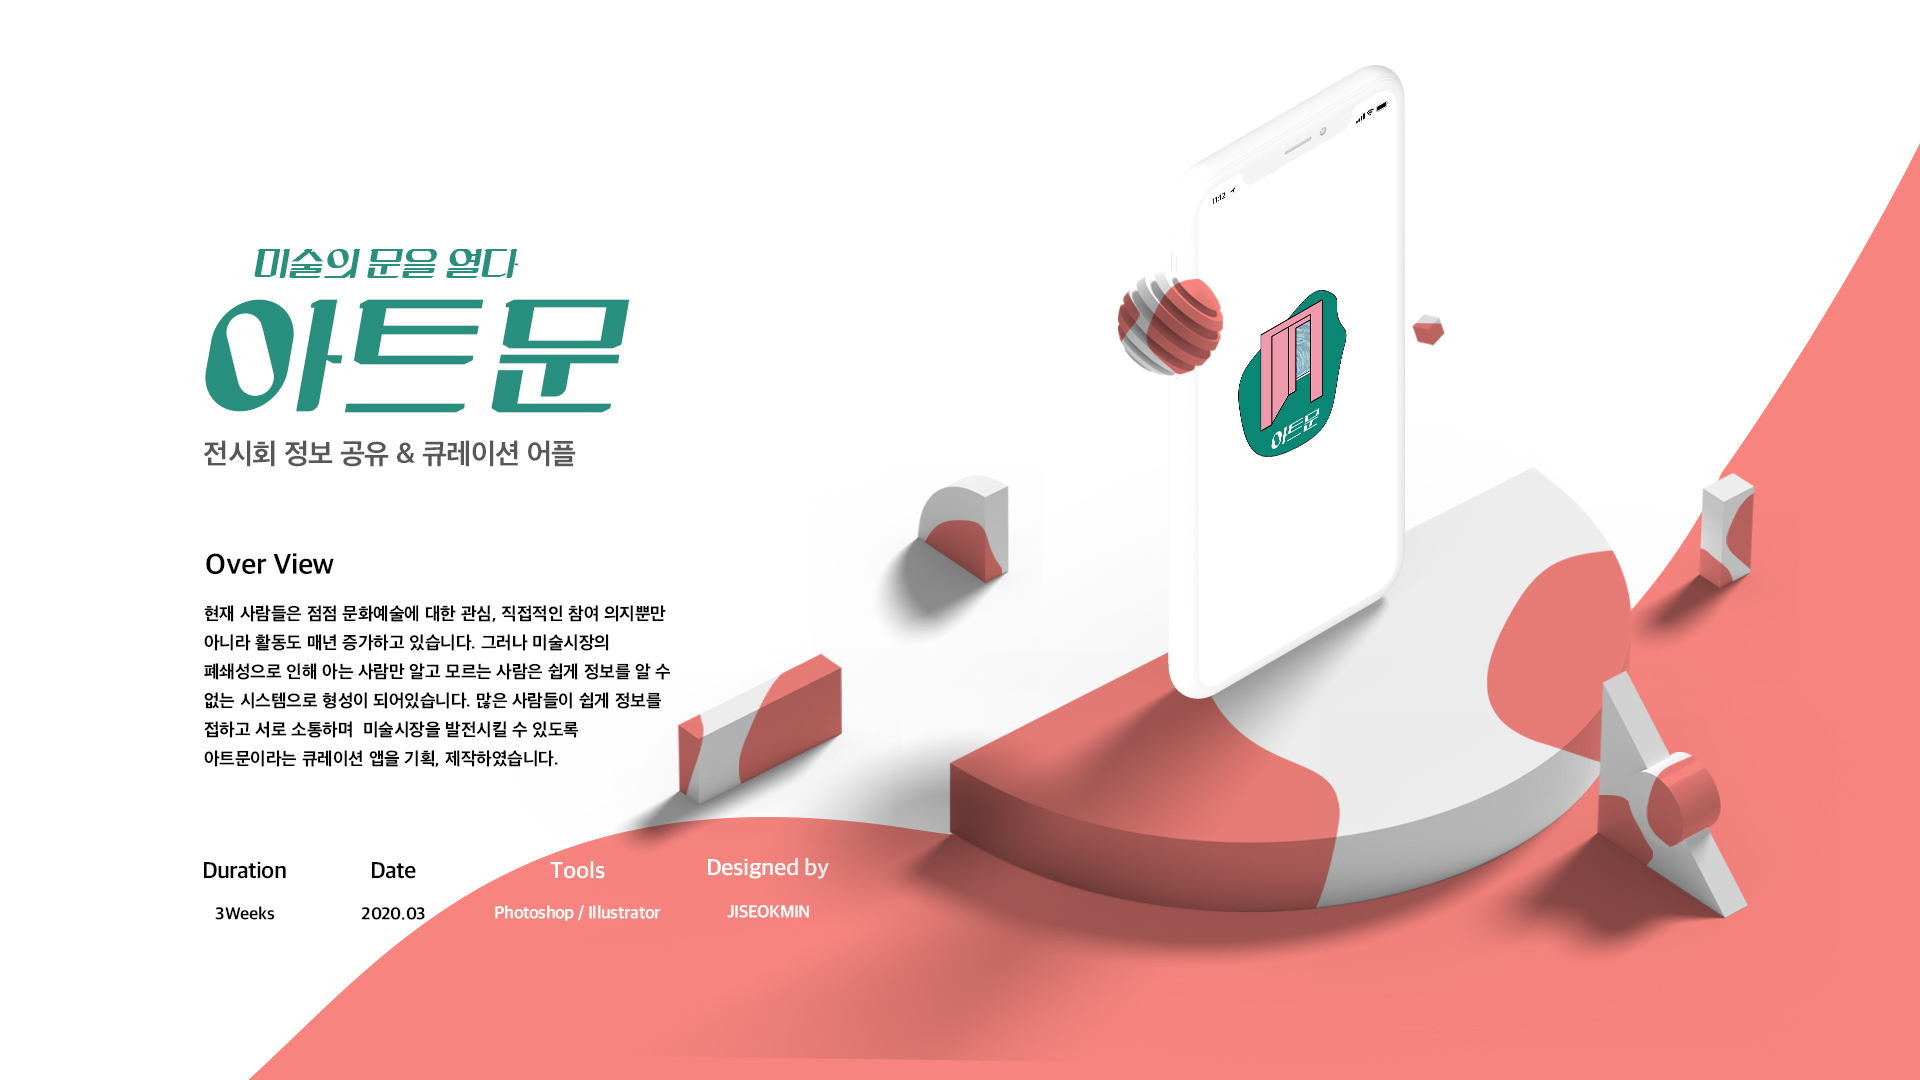 미술의 문을 열다
아트문
전시회 정보 공유 & 큐레이션 어플
Over View
현재 사람들은 점점 문화예술에 대한 관심, 직접적인 참여 의지뿐만
아니라 활동도 매년 증가하고 있습니다. 그러나 미술시장의
폐쇄성으로 인해 아는 사람만 알고 모르는 사람은 쉽게 정보를 알 수
없는 시스템으로 형성이 되어있습니다. 많은 사람들이 쉽게 정보를
접하고 서로 소통하며 미술시장을 발전시킬 수 있도록
아트문이라는 큐레이션 앱을 기획, 제작하였습니다.
Duration
3Weeks
Date
2020.03
Tools
Photoshop / Illustrator
Designed by
JISEOKMIN
11:12
아트문